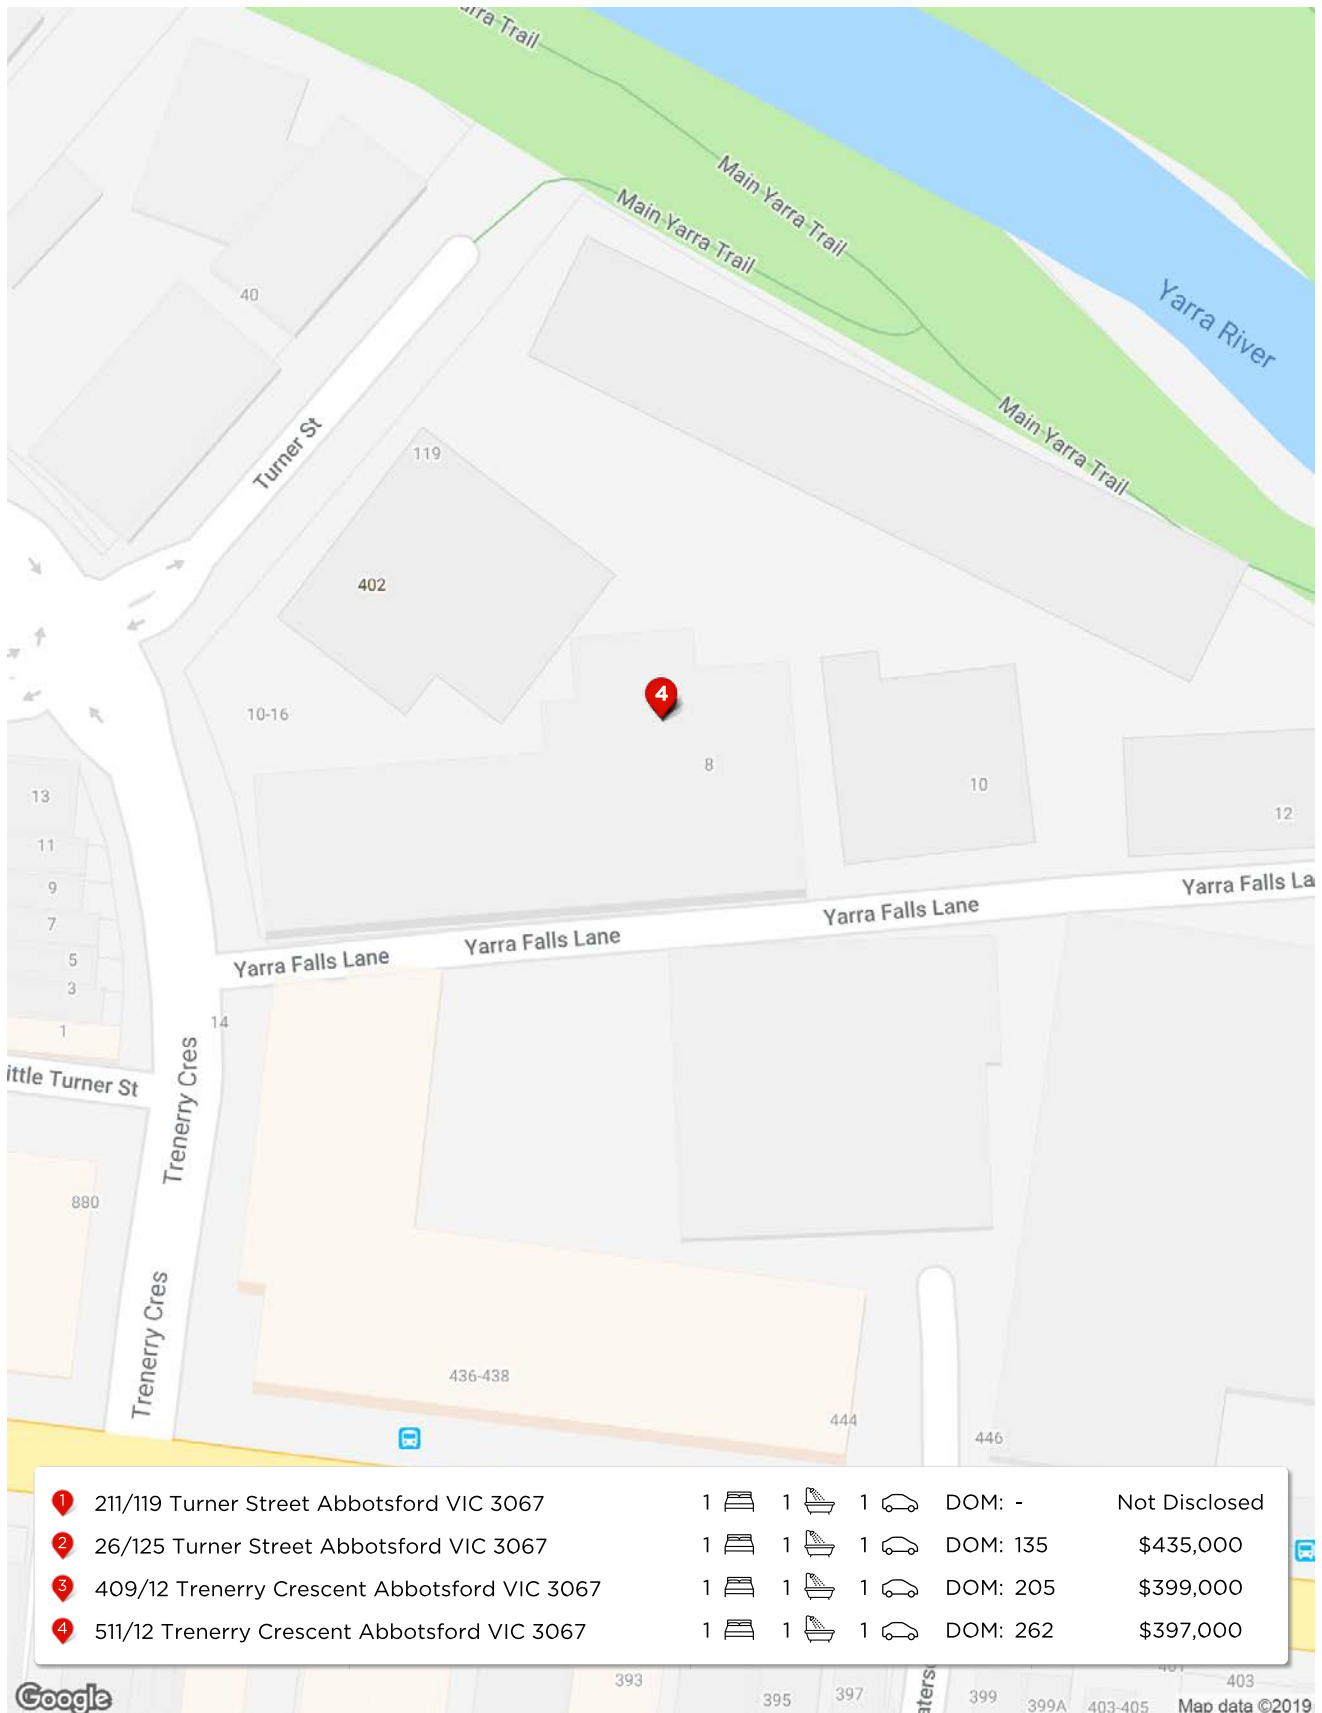 Main Yarra Trail
Main Yarra Trail
Yarra River
40
Turner St
Main Yarra Trail
119
402
4
10-16
8
10
12
13
11
9
7
5
3
1
Yarra Falls Lane
Yarra Falls Lane
Yarra Falls Lane
Yarra Falls La
14
ittle Turner St
Trenerry Cres
880
Trenerry Cres
436-438
444
446
1 211/119 Turner Street Abbotsford VIC 3067 1 1 1 DOM: - Not Disclosed
2 26/125 Turner Street Abbotsford VIC 3067 1 1 1 DOM: 135 $435,000
3 409/12 Trenerry Crescent Abbotsford VIC 3067 1 1 1 DOM: 205 $399,000
4 511/12 Trenerry Crescent Abbotsford VIC 3067 1 1 1 DOM: 262 $397,000
393
395
397
399
399A
403-405
403
Google
Map data ©2019